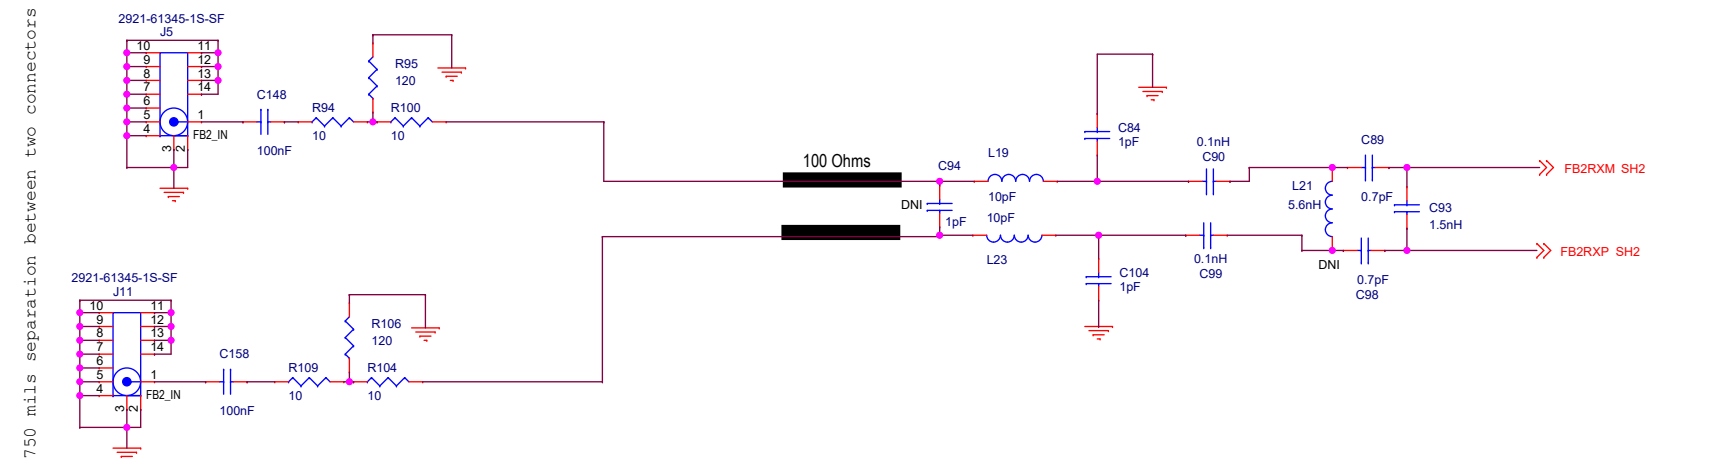 750 mils separation between two connectors
2921-61345-1S-SF
J5
10
9
8
7
6
5
4
11
12
13
14
1
FB2_IN
3
2
C148
100nF
R94
10
R95
120
R100
10
100 Ohms
C94
DNI
1pF
L19
10pF
10pF
L23
C84
1pF
C104
1pF
0.1nH
C90
0.1nH
C99
L21
5.6nH
DNI
C89
0.7pF
0.7pF
C98
C93
1.5nH
FB2RXM SH2
FB2RXP SH2
2921-61345-1S-SF
J11
10
9
8
7
6
5
4
11
12
13
14
1
FB2_IN
3
2
C158
100nF
R109
10
R106
120
R104
10